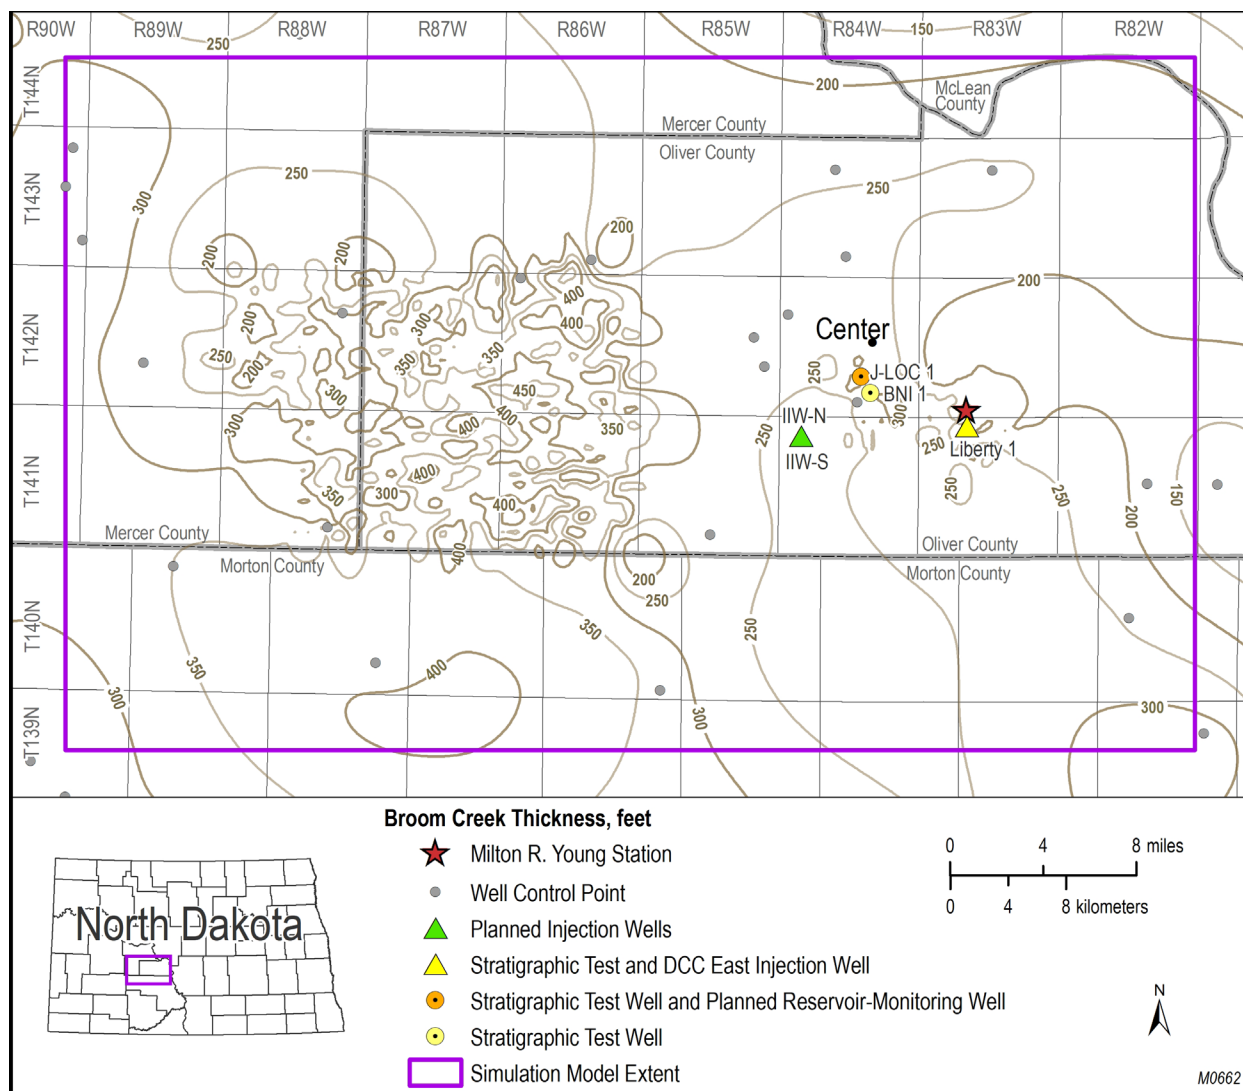 R90W R89W R88W R87W R86W R85W R84W R83W R82W
250
150
T144N
200
McLean
County
Mercer County
Oliver County
T143N
250
250
300
200
200
200
200
T142N
400
200
300
400
Center
250
350
350
250
200
J-LOC 1
450
BNI 1
300
400
300
IIW-N
300
400
350
250
250
Liberty 1
IIW-S
T141N
400
350
300
250
250
150
400
200
Mercer County
Oliver County
400
Morton County
200
Morton County
250
T140N
350
250
350
400
300
300
300
T139N
Broom Creek Thickness, feet
Milton R. Young Station
Well Control Point
Planned Injection Wells
Stratigraphic Test and DCC East Injection Well
Stratigraphic Test Well and Planned Reservoir-Monitoring Well
Stratigraphic Test Well
Simulation Model Extent
North Dakota
0 4 8 miles
0 4 8 kilometers
N
M0662